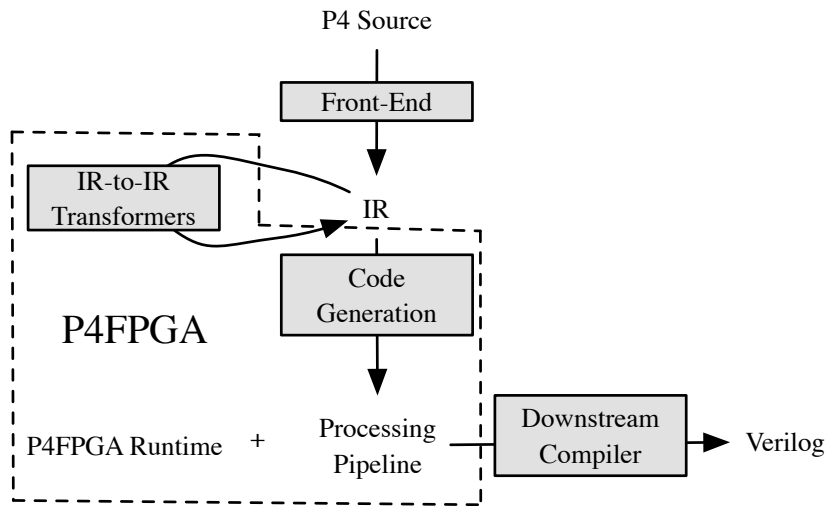 P4 Source
Front-End
IR-to-IR
Transformers
IR
Code
Generation
P4FPGA
P4FPGA Runtime
+
Processing
Pipeline
Downstream
Compiler
Verilog